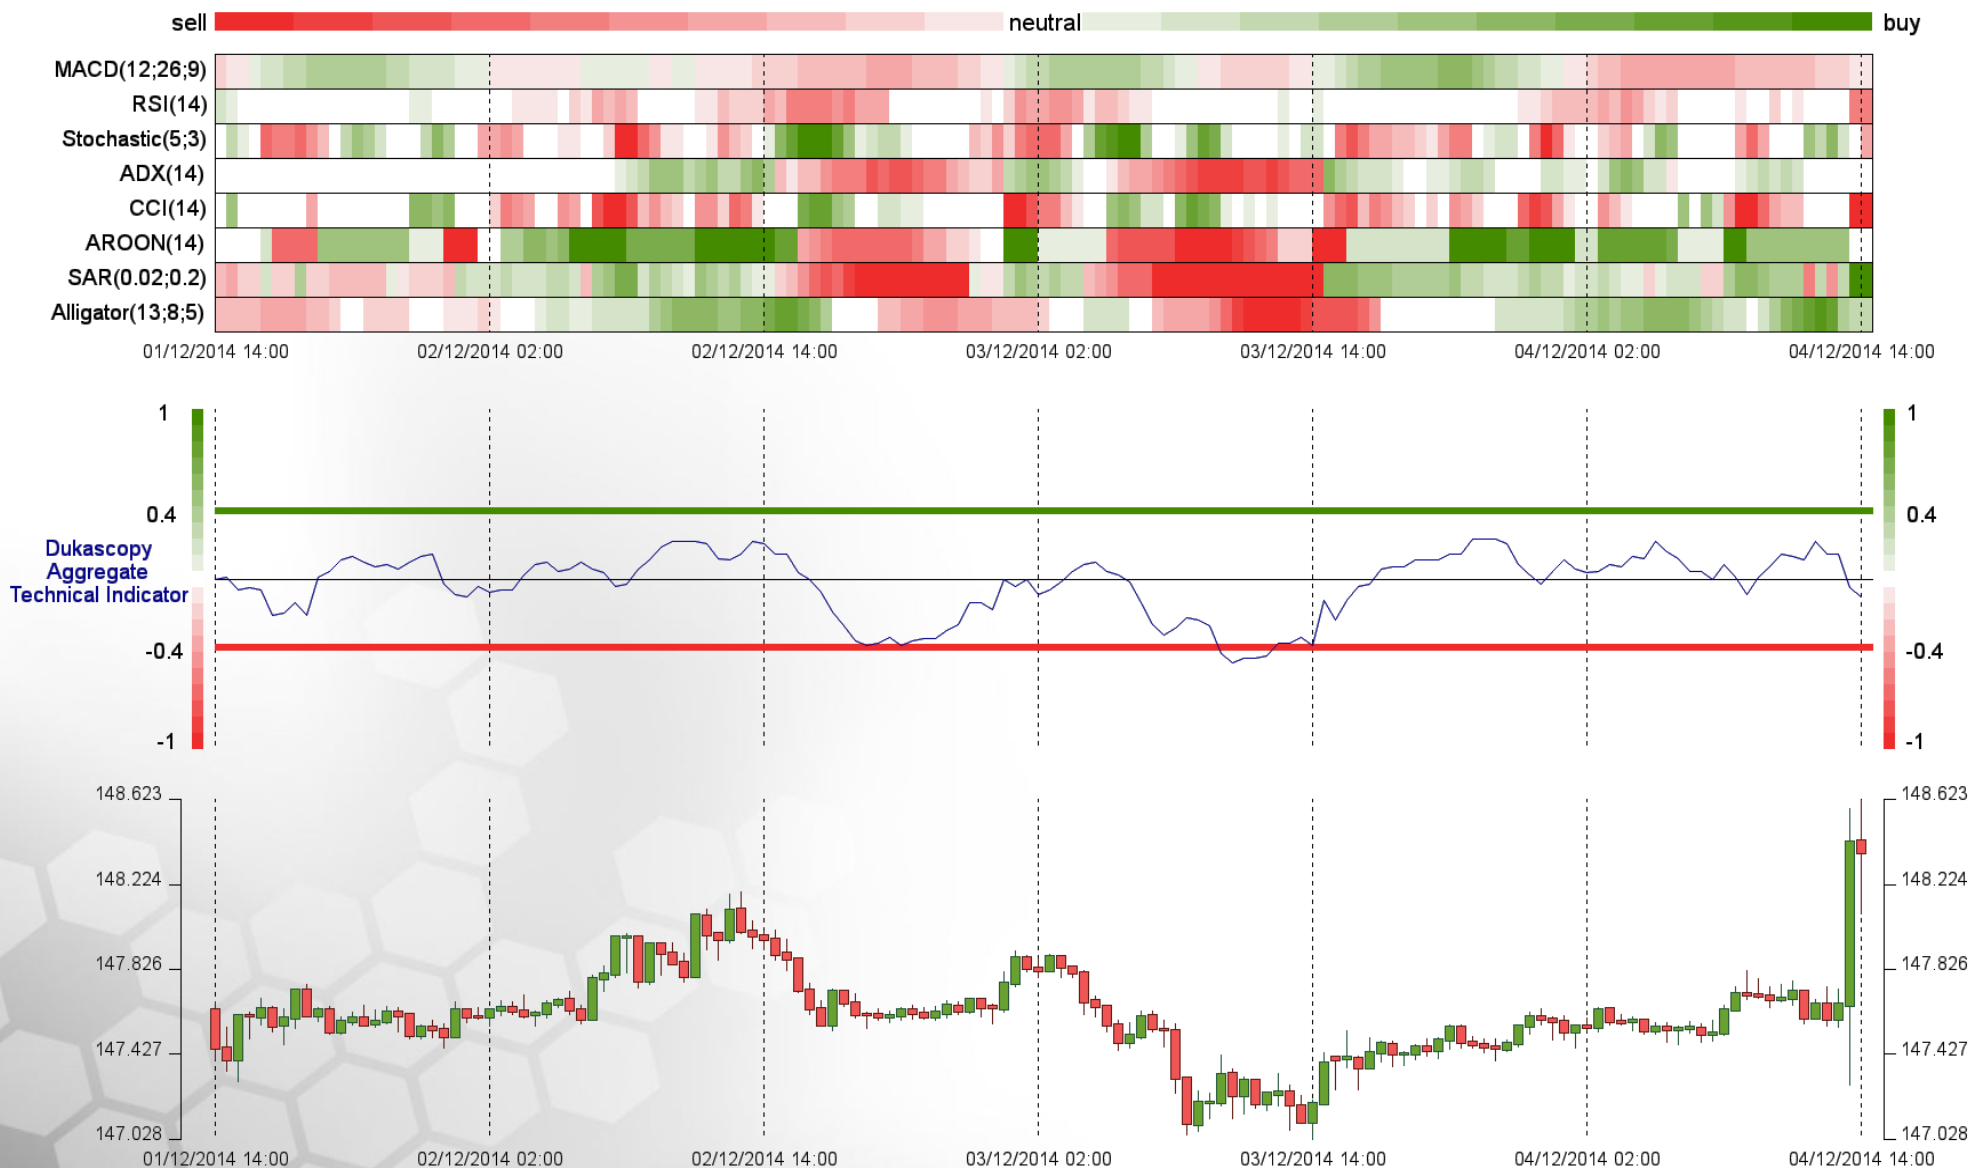 sell neutral buy
MACD(12;26;9)
RSI(14)
Stochastic(5;3)
ADX(14)
CCI(14)
AROON(14)
SAR(0.02;0.2)
Alligator(13;8;5)
01/12/2014 14:00 02/12/2014 02:00 02/12/2014 14:00 03/12/2014 02:00 03/12/2014 14:00 04/12/2014 02:00 04/12/2014 14:00
1 1
0.4 0.4
Dukascopy
Aggregate
Technical Indicator
-0.4 -0.4
-1 -1
148.623 148.623
148.224 148.224
147.826 147.826
147.427 147.427
147.028 147.028
01/12/2014 14:00 02/12/2014 02:00 02/12/2014 14:00 03/12/2014 02:00 03/12/2014 14:00 04/12/2014 02:00 04/12/2014 14:00